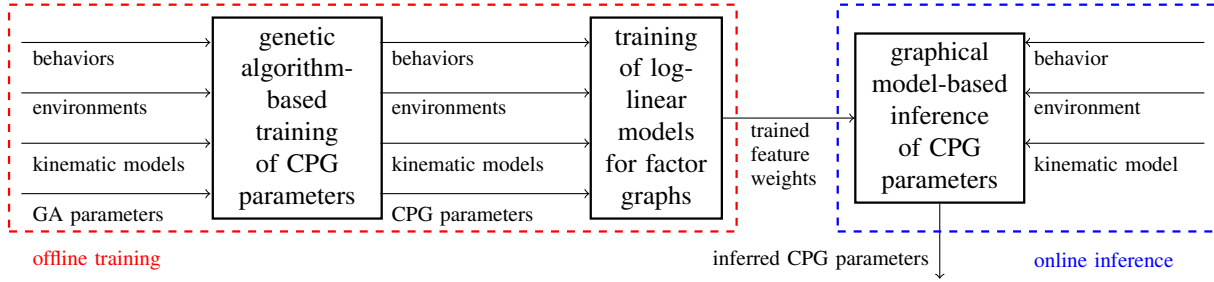 behaviors
environments
kinematic models
GA parameters
genetic
algorithm-
based
training
of CPG
parameters
behaviors
environments
kinematic models
CPG parameters
training
of log-
linear
models
for factor
graphs
trained
feature
weights
graphical
model-based
inference
of CPG
parameters
behavior
environment
kinematic model
offline training
inferred CPG parameters
online inference